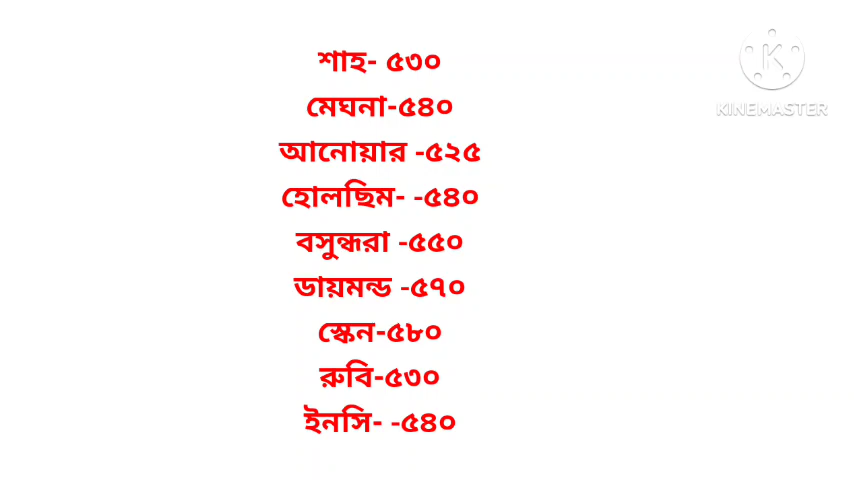 শাহ- ৫৩০
KINEMASTER
মেঘনা-৫৪০
আনোয়ার -৫২৫
হোলছিম- -৫৪০
বসুন্ধরা -৫৫০
ডায়মন্ড -৫৭০
স্কেন-৫৮০
রুবি-৫৩০
ইনসি- -৫৪০